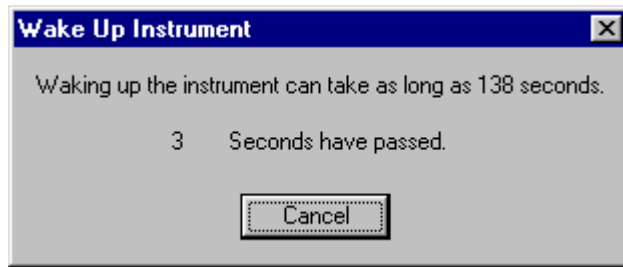 Wake Up Instrument
Waking up the instrument can take as long as 138 seconds.
3 Seconds have passed.
Cancel